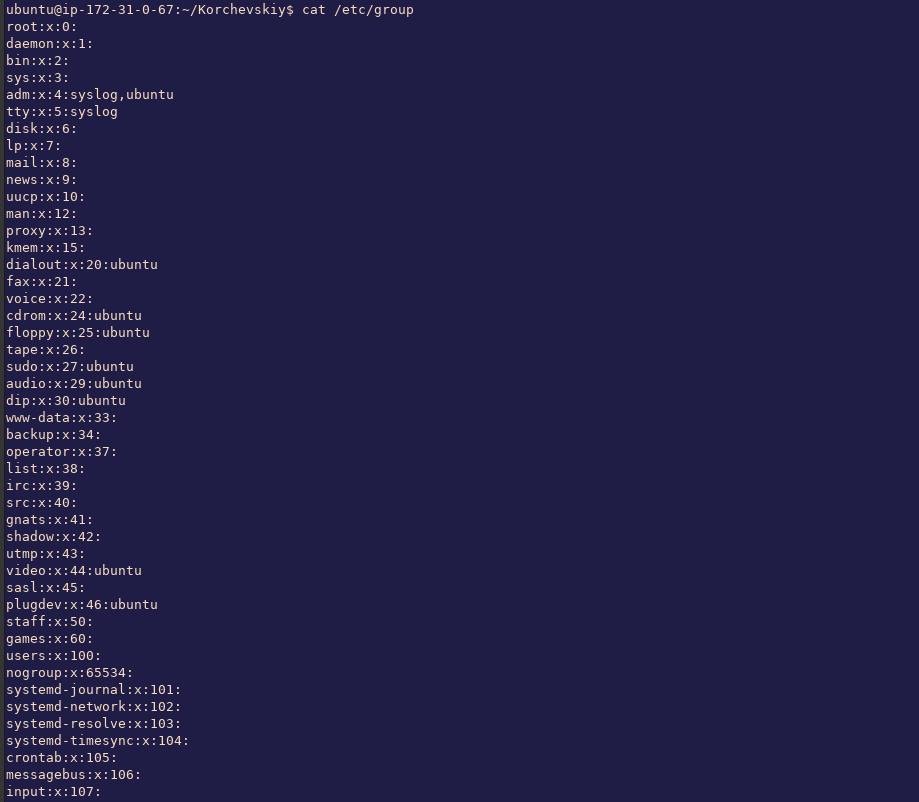 ubuntu@ip-172-31-0-67:~/Korchevskiy$ cat /etc/group
root:x:0:
daemon:x:1:
bin:x:2:
sys:x:3:
adm:x:4:syslog,ubuntu
tty:x:5:syslog
disk:x:6:
lp:x:7:
mail:x:8:
news:x:9:
uucp:x:10:
man:x:12:
proxy:x:13:
kmem:x:15:
dialout:x:20:ubuntu
fax:x:21:
voice:x:22:
cdrom:x:24:ubuntu
floppy:x:25:ubuntu
tape:x:26:
sudo:x:27:ubuntu
audio:x:29:ubuntu
dip:x:30:ubuntu
www-data:x:33:
backup:x:34:
operator:x:37:
list:x:38:
irc:x:39:
src:x:40:
gnats:x:41:
shadow:x:42:
utmp:x:43:
video:x:44:ubuntu
sasl:x:45:
plugdev:x:46:ubuntu
staff:x:50:
games:x:60:
users:x:100:
nogroup:x:65534:
systemd-journal:x:101:
systemd-network:x:102:
systemd-resolve:x:103:
systemd-timesync:x:104:
crontab:x:105:
messagebus:x:106:
input:x:107: